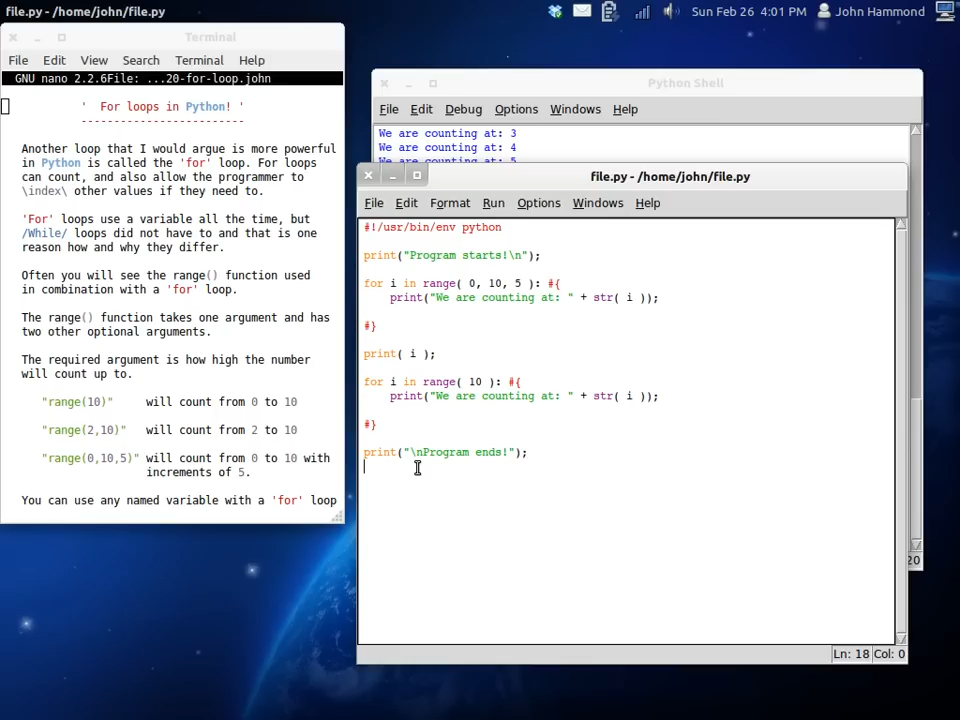 file.py - /home/john/file.py
Sun Feb 26 4:01 PM
John Hammond
Terminal
File Edit View Search Terminal Help
GNU nano 2.2.6File: ...20-for-loop.john
' For loops in Python! '
-------------------------
Another loop that I would argue is more powerful
in Python is called the 'for' loop. For loops
can count, and also allow the programmer to
\index\ other values if they need to.
'For' loops use a variable all the time, but
/While/ loops did not have to and that is one
reason how and why they differ.
Often you will see the range() function used
in combination with a 'for' loop.
The range() function takes one argument and has
two other optional arguments.
The required argument is how high the number
will count up to.
"range(10)" will count from 0 to 10
"range(2,10)" will count from 2 to 10
"range(0,10,5)" will count from 0 to 10 with
increments of 5.
You can use any named variable with a 'for' loop
Python Shell
File Edit Debug Options Windows Help
We are counting at: 3
We are counting at: 4
We are counting at: 5
file.py - /home/john/file.py
File Edit Format Run Options Windows Help
#!/usr/bin/env python
print("Program starts!\n");
for i in range( 0, 10, 5 ): #{
print("We are counting at: " + str( i ));
#}
print( i );
for i in range( 10 ): #{
print("We are counting at: " + str( i ));
#}
print("\nProgram ends!");
20
Ln: 18 Col: 0